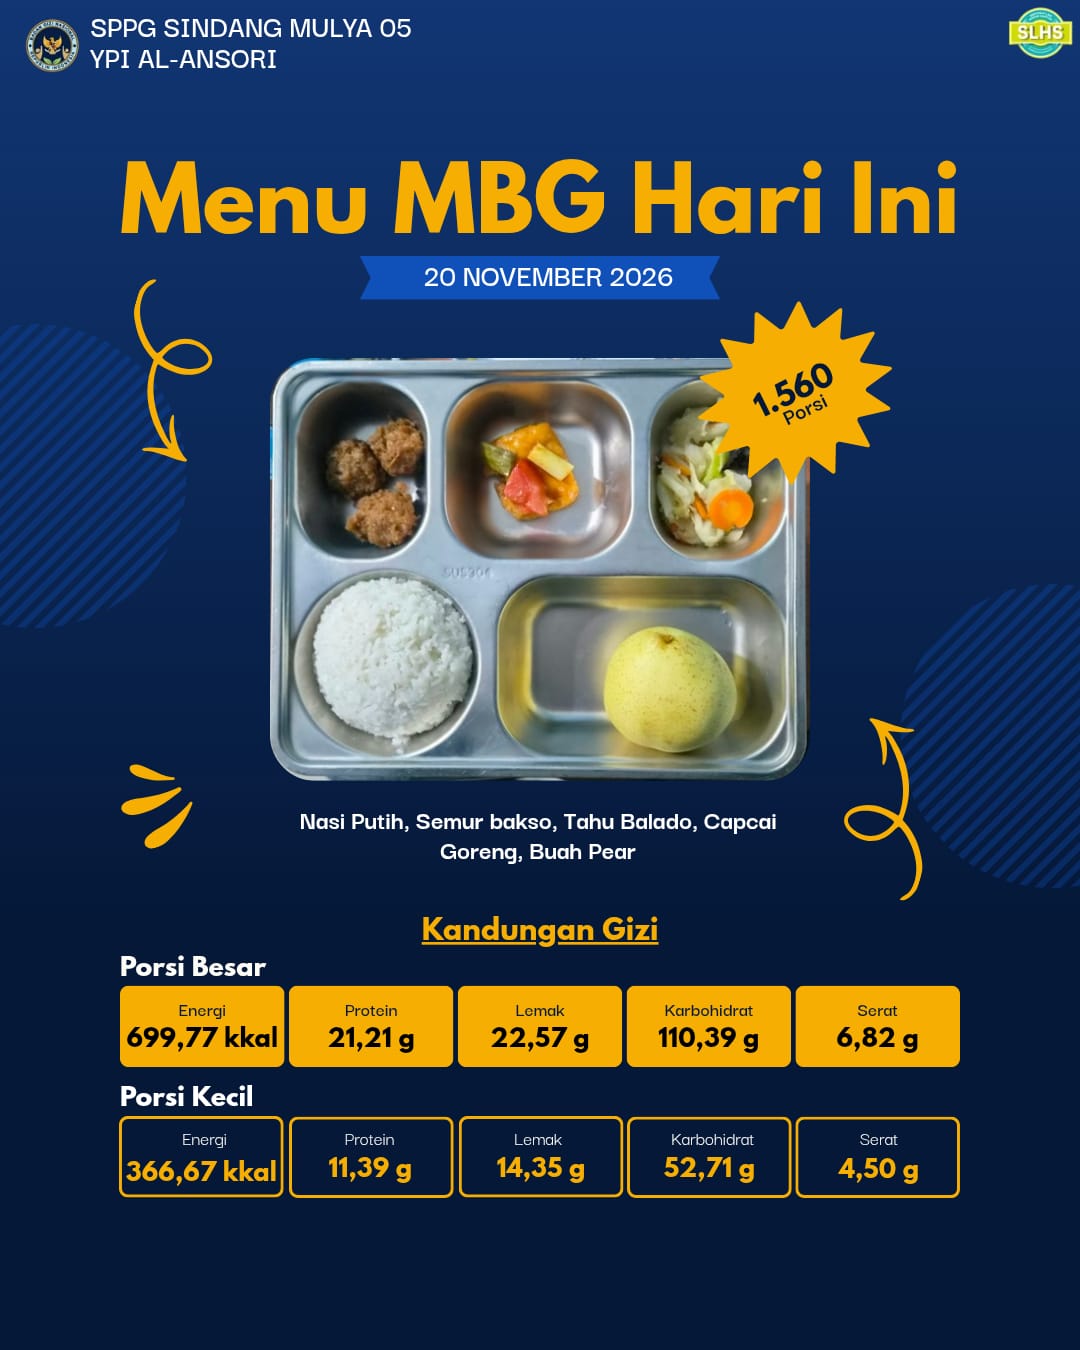 SPPG SINDANG MULYA 05
YPI AL-ANSORI
SLHS
Menu MBG Hari Ini
20 NOVEMBER 2026
1.560
Porsi
SUS304
Nasi Putih, Semur bakso, Tahu Balado, Capcai
Goreng, Buah Pear
Kandungan Gizi
Porsi Besar
Energi
699,77 kkal
Protein
21,21 g
Lemak
22,57 g
Karbohidrat
110,39 g
Serat
6,82 g
Porsi Kecil
Energi
366,67 kkal
Protein
11,39 g
Lemak
14,35 g
Karbohidrat
52,71 g
Serat
4,50 g